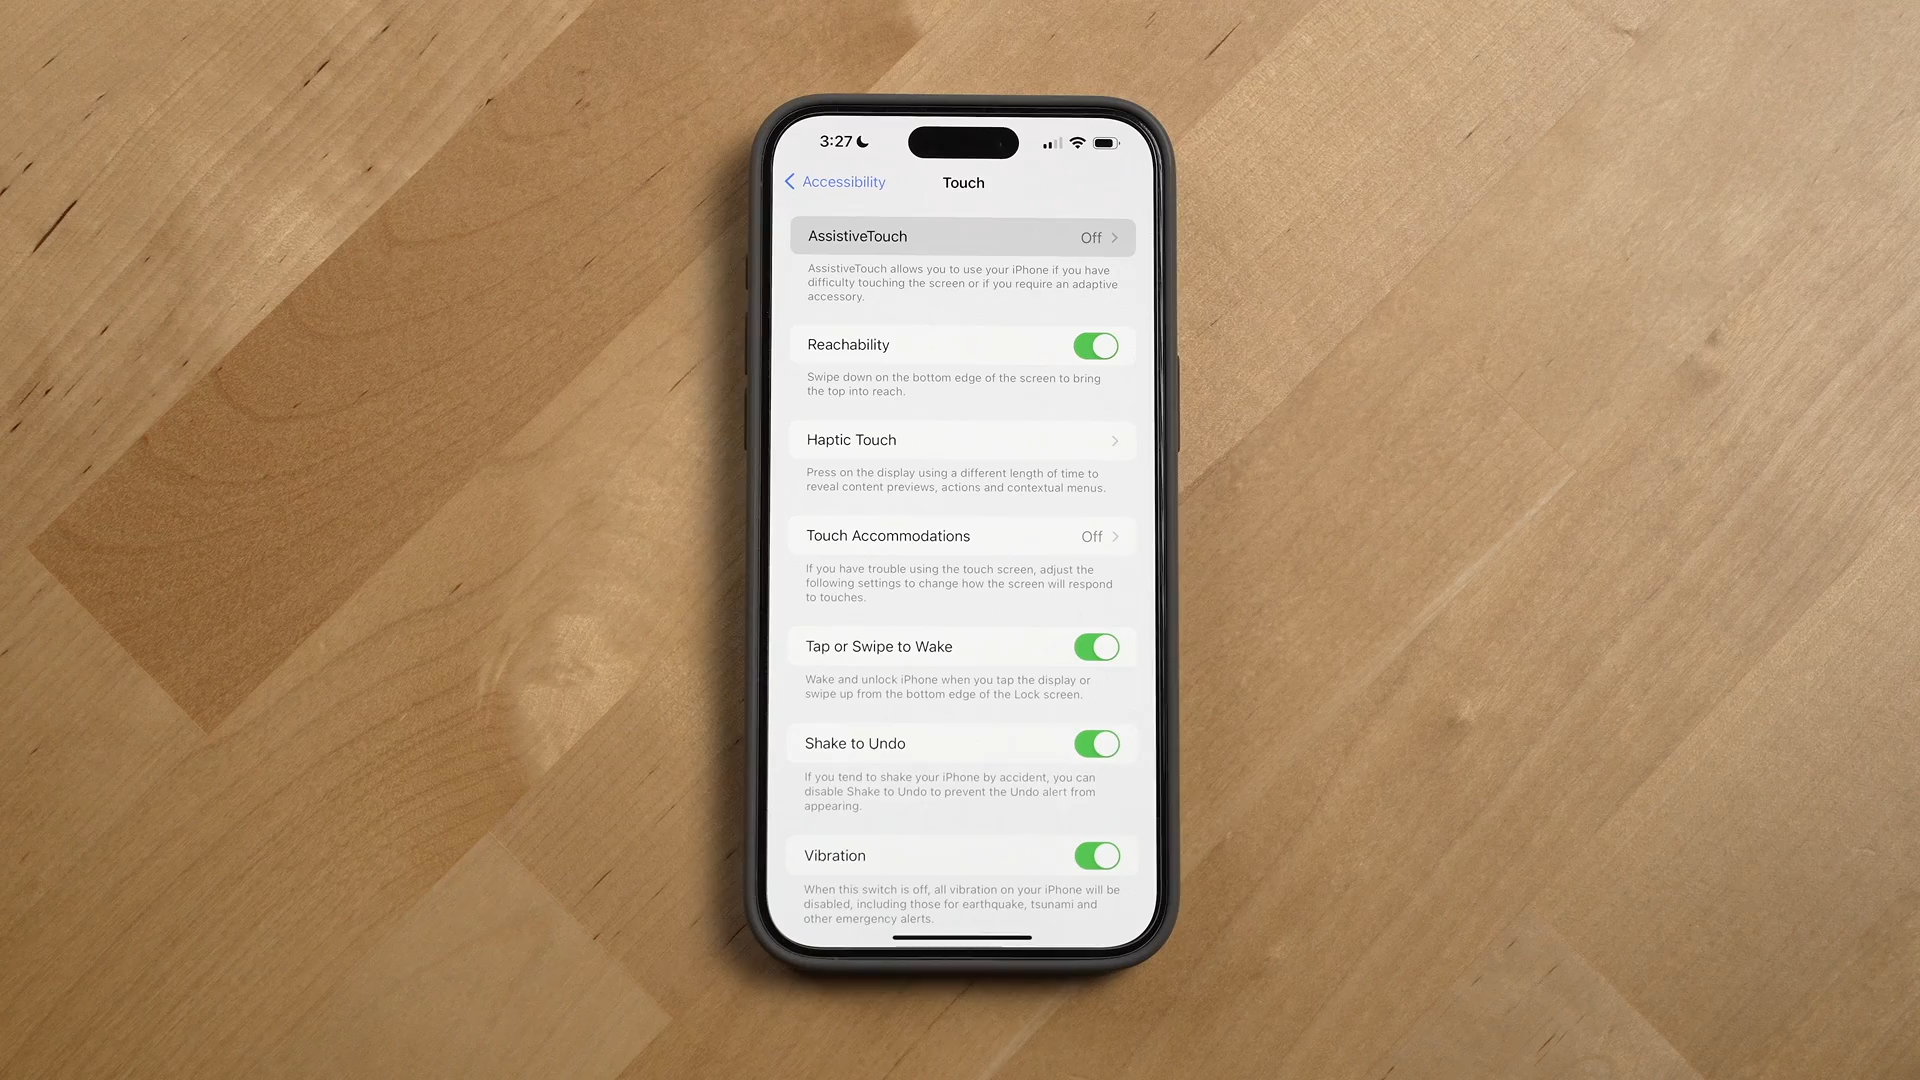 3:27
Accessibility
Touch
AssistiveTouch Off
AssistiveTouch allows you to use your iPhone if you have
difficulty touching the screen or if you require an adaptive
accessory.
Reachability
Swipe down on the bottom edge of the screen to bring
the top into reach.
Haptic Touch
Press on the display using a different length of time to
reveal content previews, actions and contextual menus.
Touch Accommodations Off
If you have trouble using the touch screen, adjust the
following settings to change how the screen will respond
to touches.
Tap or Swipe to Wake
Wake and unlock iPhone when you tap the display or
swipe up from the bottom edge of the Lock screen.
Shake to Undo
If you tend to shake your iPhone by accident, you can
disable Shake to Undo to prevent the Undo alert from
appearing.
Vibration
When this switch is off, all vibration on your iPhone will be
disabled, including those for earthquake, tsunami and
other emergency alerts.